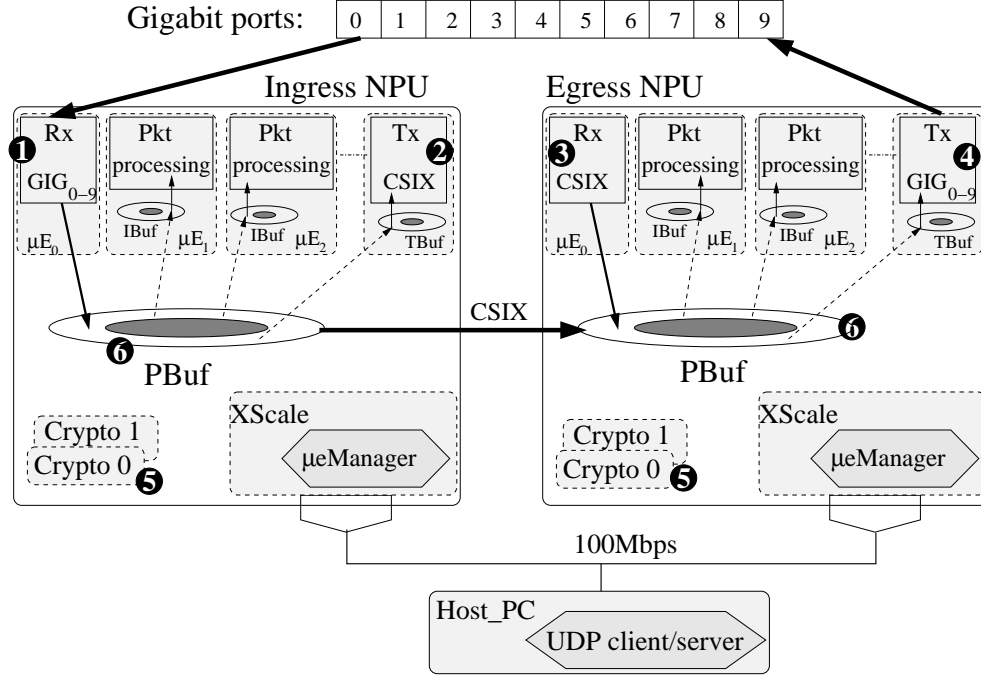 Gigabit ports: 0 1 2 3 4 5 6 7 8 9
Ingress NPU
Egress NPU
1 Rx
GIG0–9
μE0
Pkt
processing
IBuf
μE1
Pkt
processing
IBuf
μE2
Tx 2
CSIX
TBuf
3 Rx
CSIX
μE0
Pkt
processing
IBuf
μE1
Pkt
processing
IBuf
μE2
Tx 4
GIG0–9
TBuf
6
PBuf
CSIX
6
PBuf
Crypto 1
Crypto 0
5
XScale
μeManager
Crypto 1
Crypto 0
5
XScale
μeManager
100Mbps
Host_PC
UDP client/server